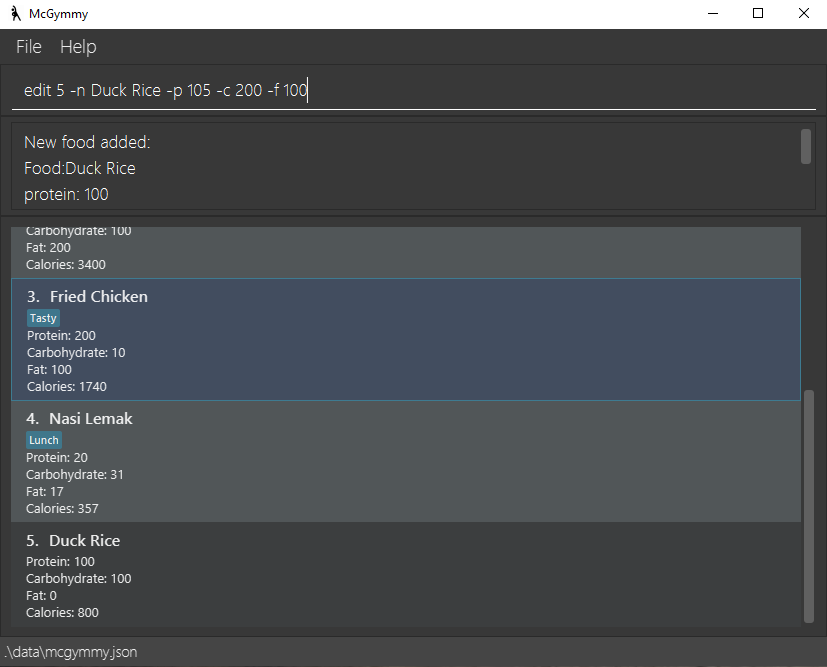 McGymmy
File Help
edit 5 -n Duck Rice -p 105 -c 200 -f 100
New food added:
Food:Duck Rice
protein: 100
Carbohydrate: 100
Fat: 200
Calories: 3400
3. Fried Chicken
Tasty
Protein: 200
Carbohydrate: 10
Fat: 100
Calories: 1740
4. Nasi Lemak
Lunch
Protein: 20
Carbohydrate: 31
Fat: 17
Calories: 357
5. Duck Rice
Protein: 100
Carbohydrate: 100
Fat: 0
Calories: 800
.\data\mcgymmy.json